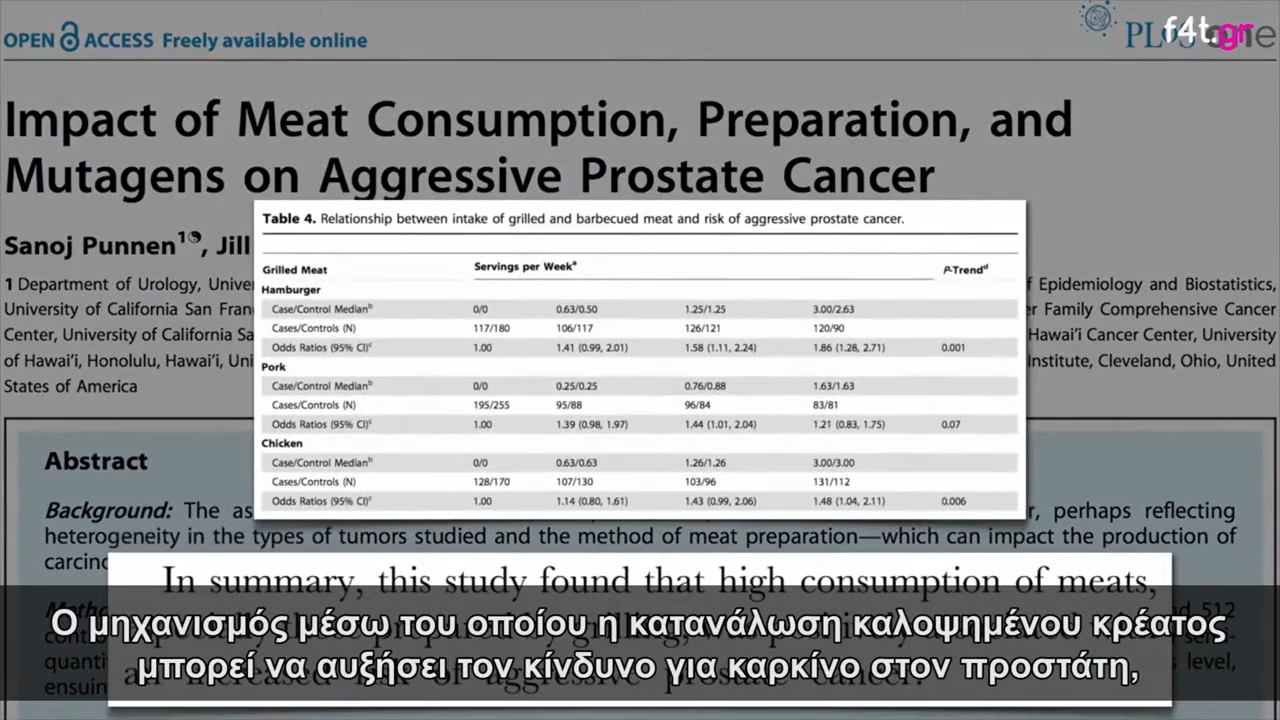 OPEN ACCESS Freely available online
f4t.gr
Impact of Meat Consumption, Preparation, and
Mutagens on Aggressive Prostate Cancer
Sanoj Punnen1, Jill
1 Department of Urology, Univer
University of California San Fran
Center, University of California Sa
of Hawai'i, Honolulu, Hawai'i, Uni
States of America
f Epidemiology and Biostatistics,
er Family Comprehensive Cancer
Hawai'i Cancer Center, University
Institute, Cleveland, Ohio, United
Table 4. Relationship between intake of grilled and barbecued meat and risk of aggressive prostate cancer.
Grilled Meat Servings per Weeka P-Trendd
Hamburger
Case/Control Medianb 0/0 0.63/0.50 1.25/1.25 3.00/2.63
Cases/Controls (N) 117/180 106/117 126/121 120/90
Odds Ratios (95% CI)c 1.00 1.41 (0.99, 2.01) 1.58 (1.11, 2.24) 1.86 (1.28, 2.71) 0.001
Pork
Case/Control Medianb 0/0 0.25/0.25 0.76/0.88 1.63/1.63
Cases/Controls (N) 195/255 95/88 96/84 83/81
Odds Ratios (95% CI)c 1.00 1.39 (0.98, 1.97) 1.44 (1.01, 2.04) 1.21 (0.83, 1.75) 0.07
Chicken
Case/Control Medianb 0/0 0.63/0.63 1.26/1.26 3.00/3.00
Cases/Controls (N) 128/170 107/130 103/96 131/112
Odds Ratios (95% CI)c 1.00 1.14 (0.80, 1.61) 1.43 (0.99, 2.06) 1.48 (1.04, 2.11) 0.006
Abstract
Background: The as r, perhaps reflecting
heterogeneity in the types of tumors studied and the method of meat preparation—which can impact the production of
carcino
In summary, this study found that high consumption of meats,
Ο μηχανισμός μέσω του οποίου η κατανάλωση καλοψημένου κρέατος
μπορεί να αυξήσει τον κίνδυνο για καρκίνο στον προστάτη,